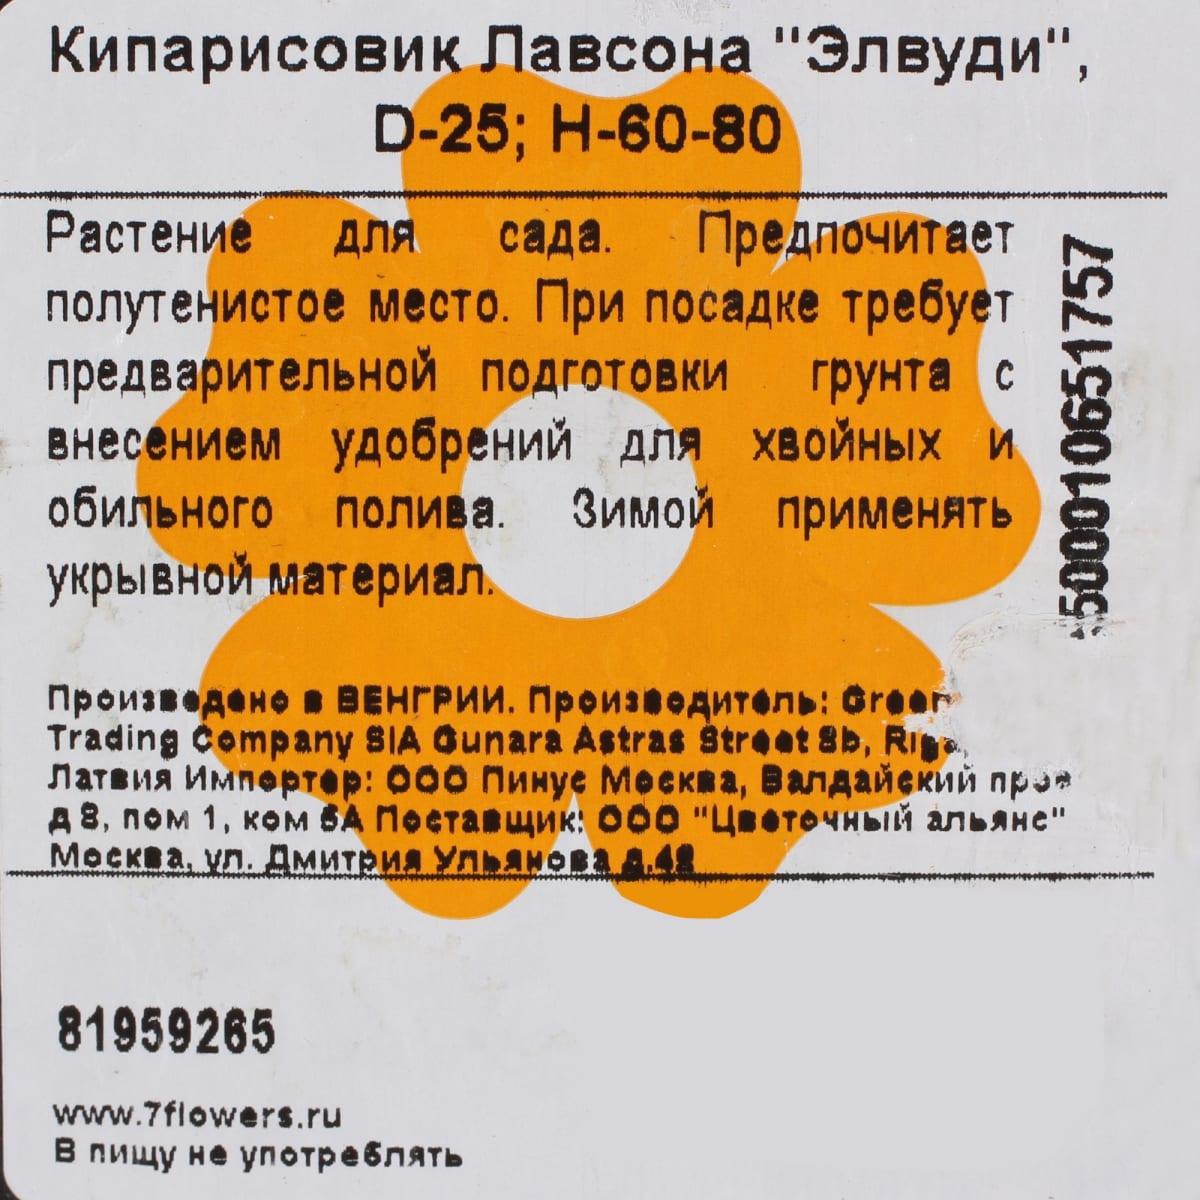 Кипарисовик Лавсона "Элвуди",
D-25; H-60-80
Растение для сада. Предпочитает
полутенистое место. При посадке требует
предварительной подготовки грунта с
внесением удобрений для хвойных и
обильного полива. Зимой применять
укрывной материал.
500010651757
Произведено в ВЕНГРИИ. Производитель: Green
Trading Company SIA Gunara Astras Street 8b, Riga,
Латвия Импортер: ООО Пинус Москва, Валдайский
д 8, пом 1, ком 5А Поставщик: ООО "Цветочный альянс"
Москва, ул. Дмитрия Ульянова д.42
81959265
www.7flowers.ru
В пищу не употреблять